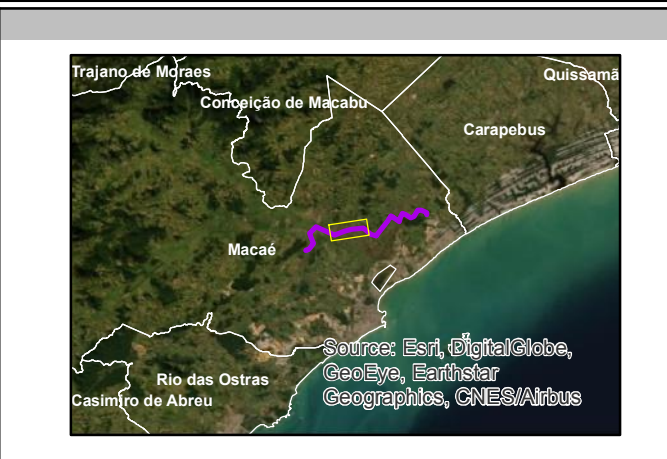 Trajano de Moraes
Quissamã
Conceição de Macabu
Carapebus
Macaé
Rio das Ostras
Casimiro de Abreu
Source: Esri, DigitalGlobe,
GeoEye, Earthstar
Geographics, CNES/Airbus